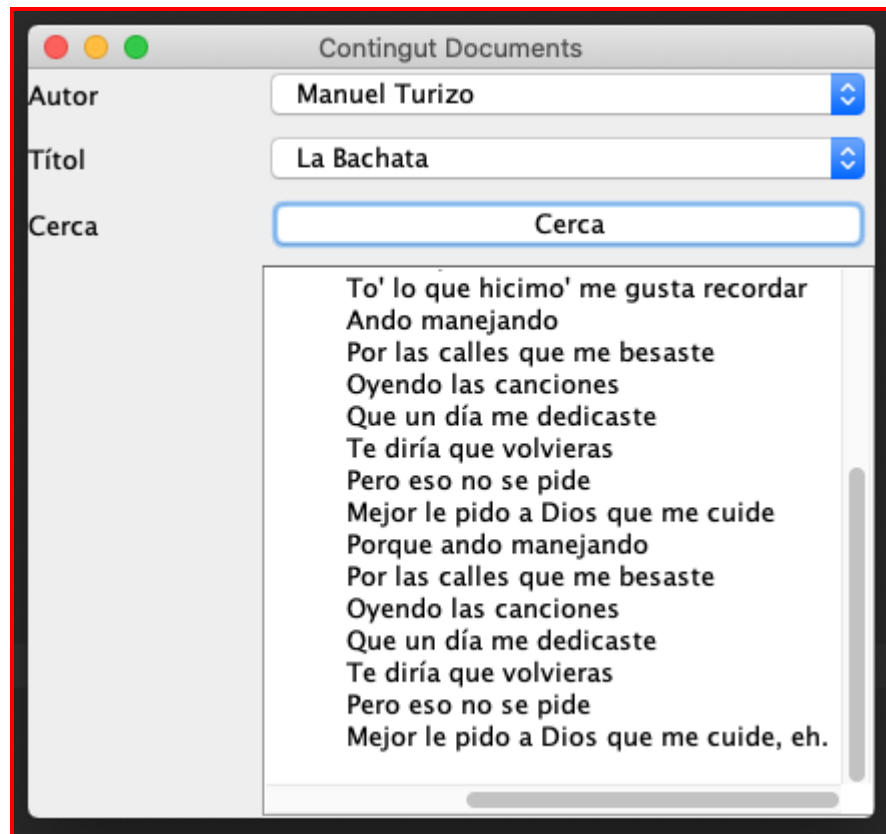 Contingut Documents
Autor
Manuel Turizo
Títol
La Bachata
Cerca
Cerca
To' lo que hicimo' me gusta recordar
Ando manejando
Por las calles que me besaste
Oyendo las canciones
Que un día me dedicaste
Te diría que volvieras
Pero eso no se pide
Mejor le pido a Dios que me cuide
Porque ando manejando
Por las calles que me besaste
Oyendo las canciones
Que un día me dedicaste
Te diría que volvieras
Pero eso no se pide
Mejor le pido a Dios que me cuide, eh.